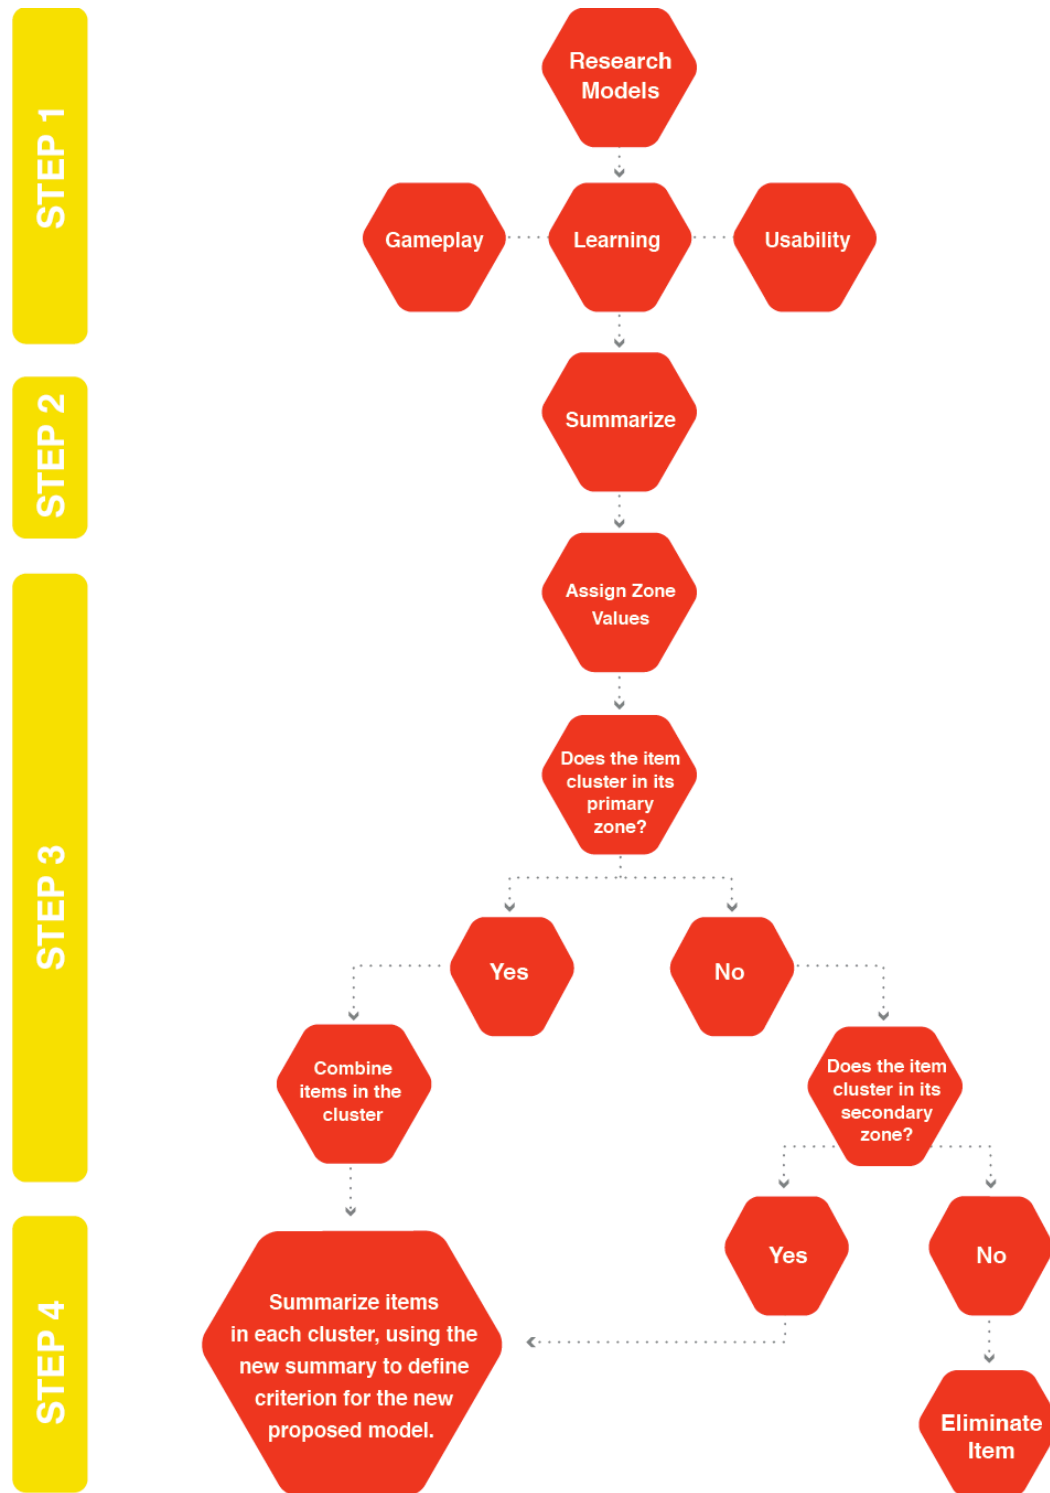 STEP 1
Research
Models
Gameplay
Learning
Usability
STEP 2
Summarize
STEP 3
Assign Zone
Values
Does the item
cluster in its
primary
zone?
Yes
No
Combine
items in the
cluster
Does the item
cluster in its
secondary
zone?
STEP 4
Yes
No
Summarize items
in each cluster, using the
new summary to define
criterion for the new
proposed model.
Eliminate
Item